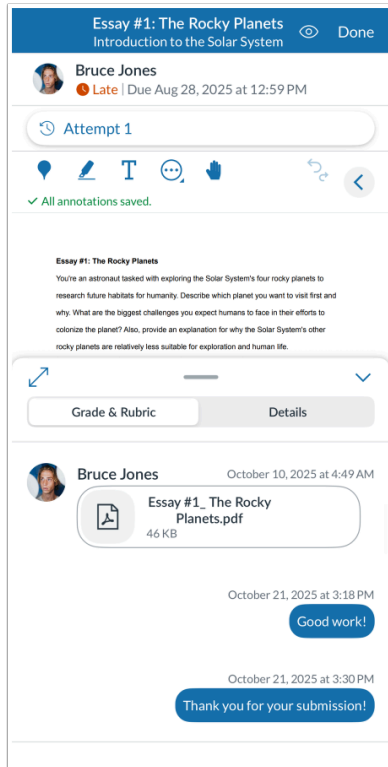 Essay #1: The Rocky Planets
Introduction to the Solar System
Done
Bruce Jones
Late | Due Aug 28, 2025 at 12:59 PM
Attempt 1
T
All annotations saved.
Essay #1: The Rocky Planets
You're an astronaut tasked with exploring the Solar System's four rocky planets to
research future habitats for humanity. Describe which planet you want to visit first and
why. What are the biggest challenges you expect humans to face in their efforts to
colonize the planet? Also, provide an explanation for why the Solar System's other
rocky planets are relatively less suitable for exploration and human life.
Grade & Rubric
Details
Bruce Jones
October 10, 2025 at 4:49 AM
Essay #1_ The Rocky
Planets.pdf
46 KB
October 21, 2025 at 3:18 PM
Good work!
October 21, 2025 at 3:30 PM
Thank you for your submission!